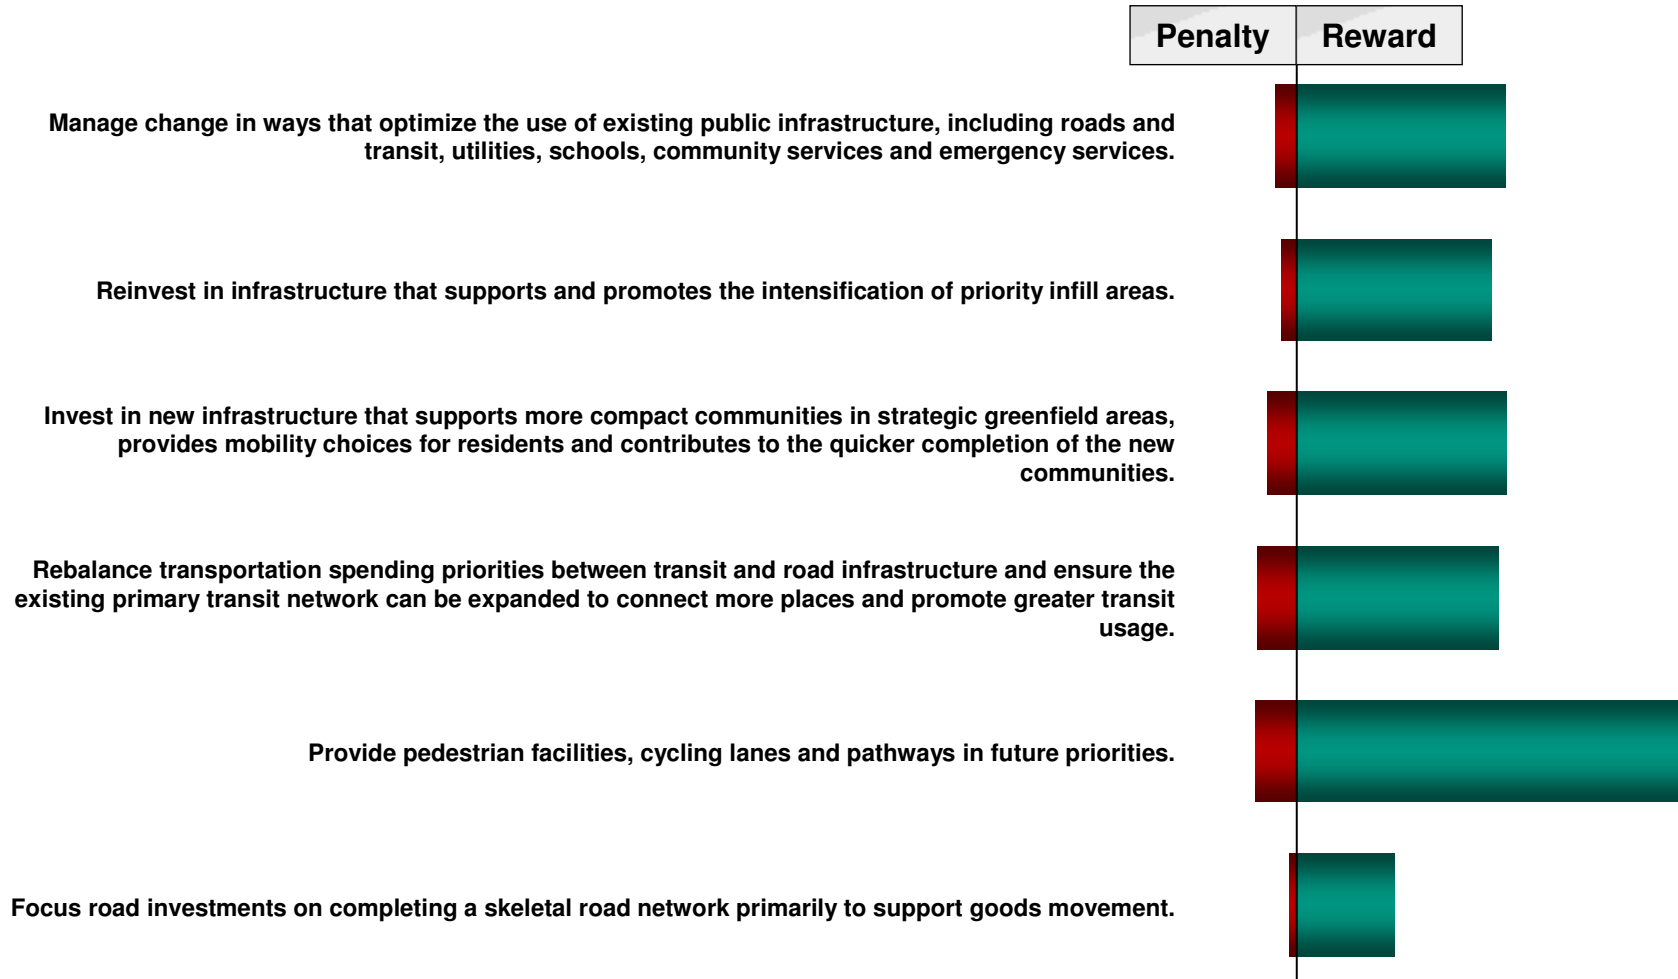 Penalty Reward
Manage change in ways that optimize the use of existing public infrastructure, including roads and
transit, utilities, schools, community services and emergency services.
Reinvest in infrastructure that supports and promotes the intensification of priority infill areas.
Invest in new infrastructure that supports more compact communities in strategic greenfield areas,
provides mobility choices for residents and contributes to the quicker completion of the new
communities.
Rebalance transportation spending priorities between transit and road infrastructure and ensure the
existing primary transit network can be expanded to connect more places and promote greater transit
usage.
Provide pedestrian facilities, cycling lanes and pathways in future priorities.
Focus road investments on completing a skeletal road network primarily to support goods movement.